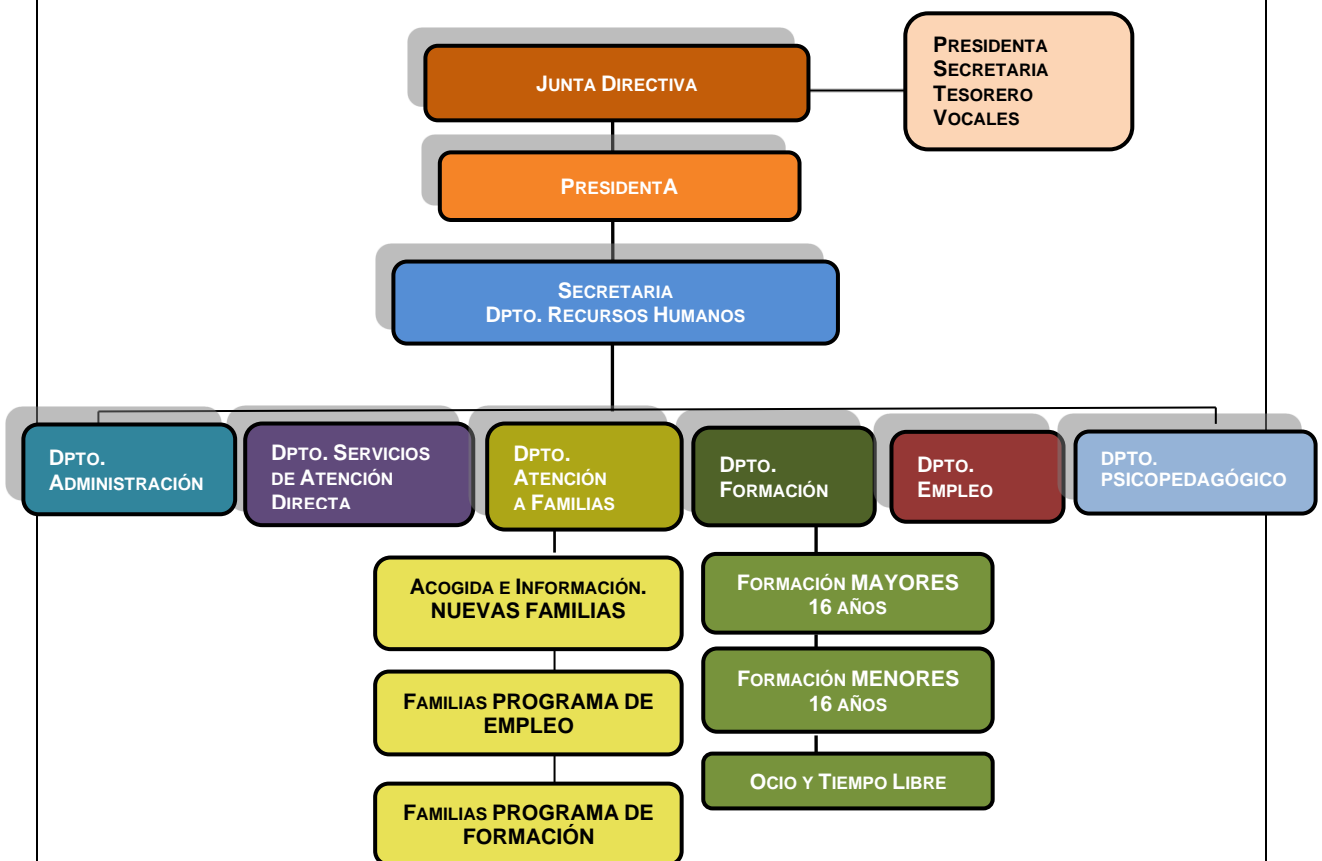 JUNTA DIRECTIVA
PRESIDENTA
SECRETARIA
TESORERO
VOCALES
PRESIDENTA
SECRETARIA
DPTO. RECURSOS HUMANOS
DPTO.
ADMINISTRACIÓN
DPTO. SERVICIOS
DE ATENCIÓN
DIRECTA
DPTO.
ATENCIÓN
A FAMILIAS
DPTO.
FORMACIÓN
DPTO.
EMPLEO
DPTO.
PSICOPEDAGÓGICO
ACOGIDA E INFORMACIÓN.
NUEVAS FAMILIAS
FAMILIAS PROGRAMA DE
EMPLEO
FAMILIAS PROGRAMA DE
FORMACIÓN
FORMACIÓN MAYORES
16 AÑOS
FORMACIÓN MENORES
16 AÑOS
OCIO Y TIEMPO LIBRE